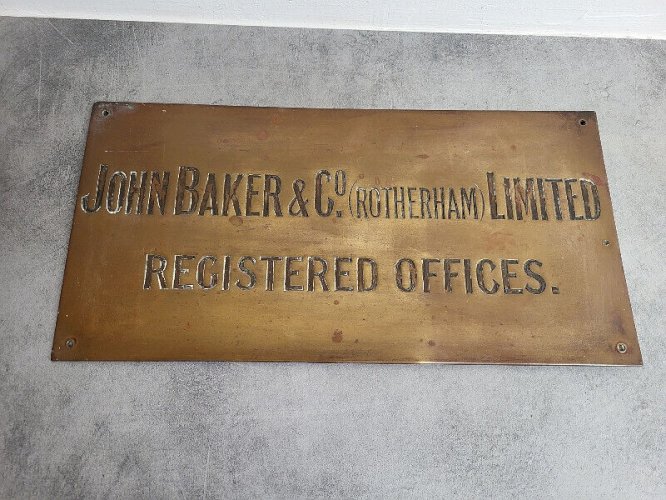 JOHN BAKER & Cº (ROTHERHAM) LIMITED
REGISTERED OFFICES.